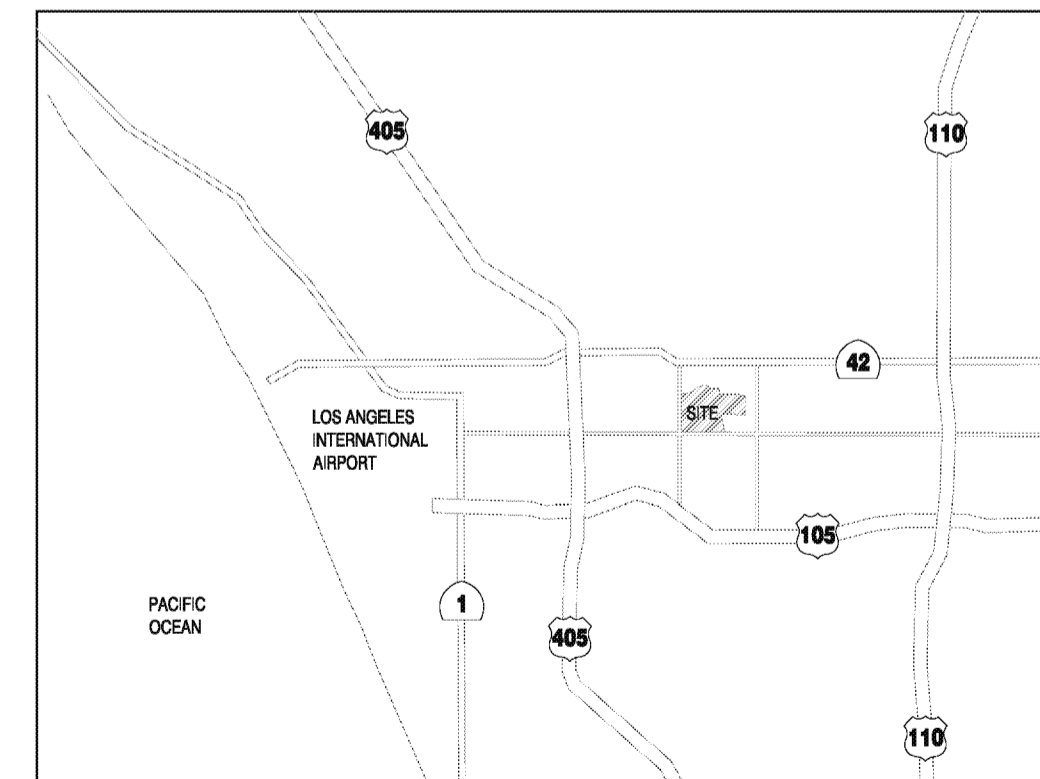 405
110
42
SITE
LOS ANGELES
INTERNATIONAL
AIRPORT
105
1
PACIFIC
OCEAN
405
110